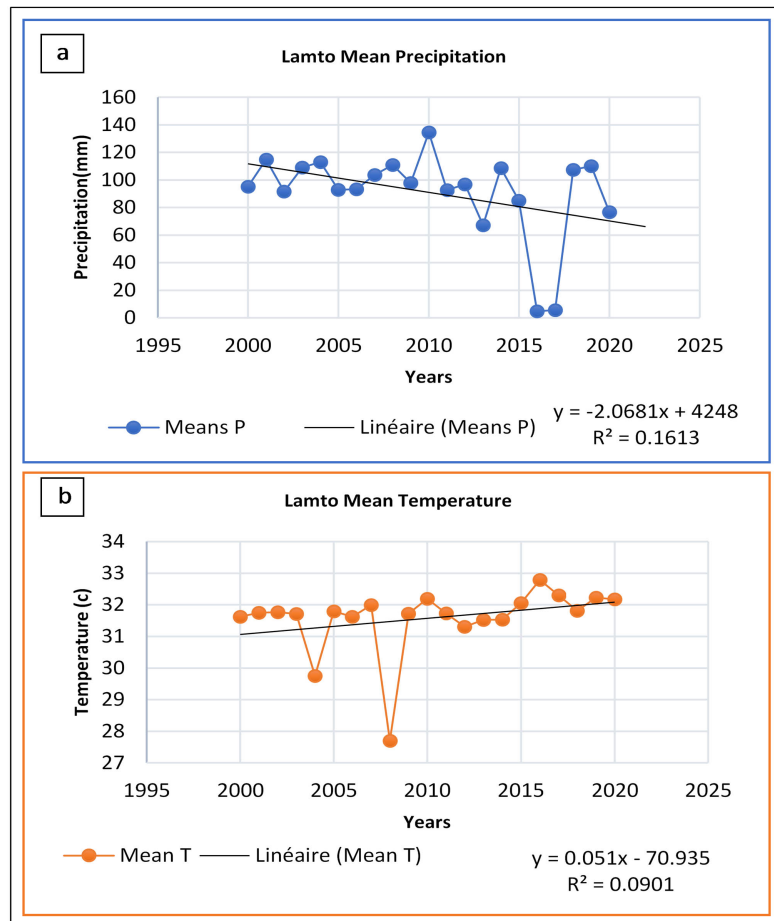 a
Lamto Mean Precipitation
Precipitation(mm)
160
140
120
100
80
60
40
20
0
1995 2000 2005 2010 2015 2020 2025
Years
Means P Linéaire (Means P)
y = -2.0681x + 4248
R² = 0.1613
b
Lamto Mean Temperature
Temperature (c)
34
33
32
31
30
29
28
27
1995 2000 2005 2010 2015 2020 2025
Years
Mean T Linéaire (Mean T)
y = 0.051x - 70.935
R² = 0.0901